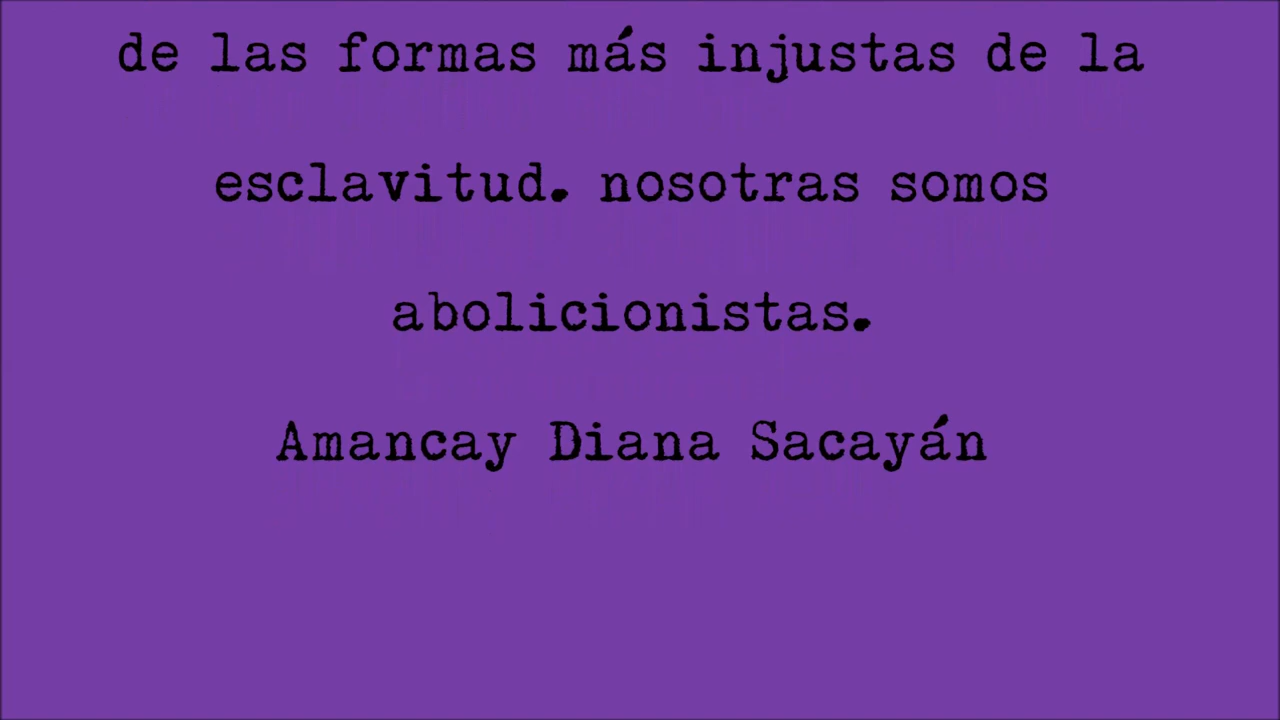 de las formas más injustas de la
esclavitud. nosotras somos
abolicionistas.
Amancay Diana Sacayán